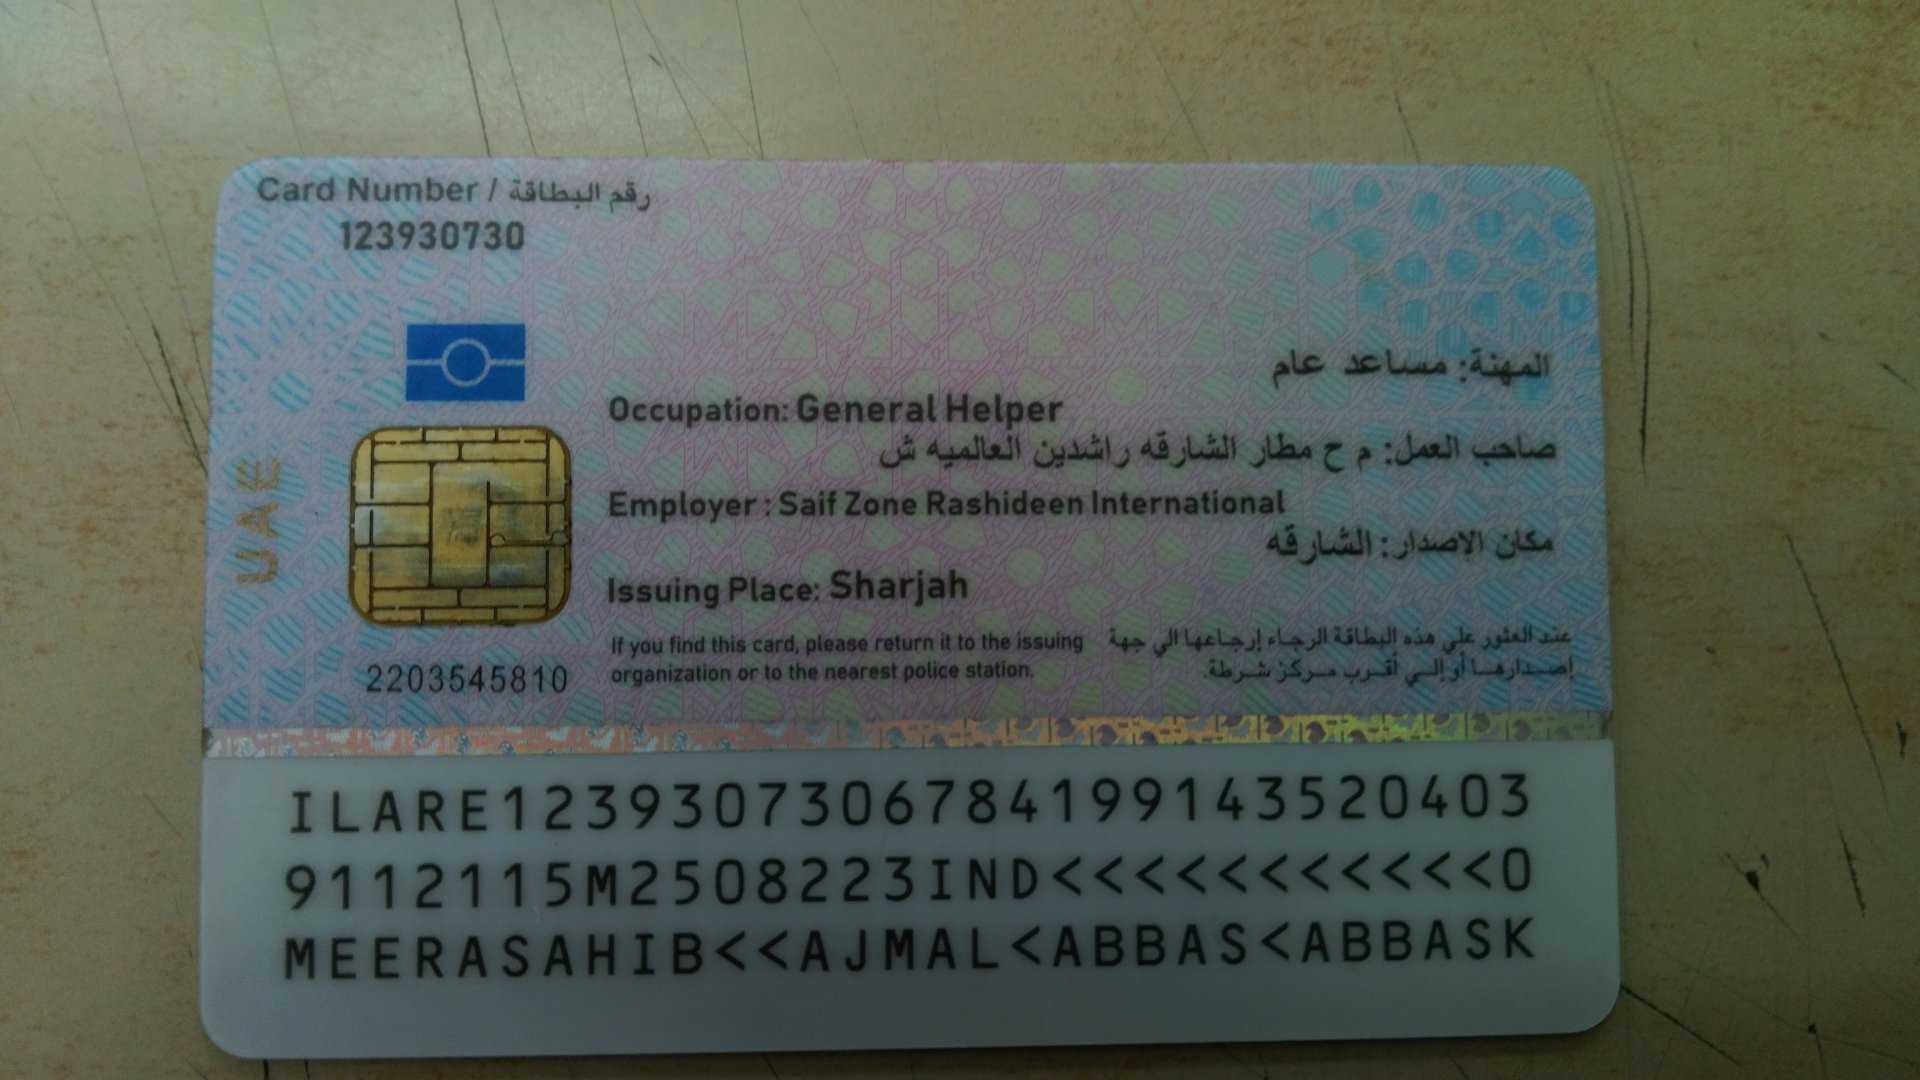 Card Number / رقم البطاقة
123930730
المهنة: مساعد عام
Occupation: General Helper
صاحب العمل: م ح مطار الشارقه راشدين العالميه ش
Employer : Saif Zone Rashideen International
مكان الاصدار: الشارقه
Issuing Place: Sharjah
UAE
If you find this card, please return it to the issuing
organization or to the nearest police station.
عند العثور علي هذه البطاقة الرجاء إرجاعها الي جهة
إصدارها أو إلي أقرب مركز شرطة.
2203545810
ILARE1239307306784199143520403
9112115M2508223IND<<<<<<<<<<<0
MEERASAHIB<<AJMAL<ABBAS<ABBASK